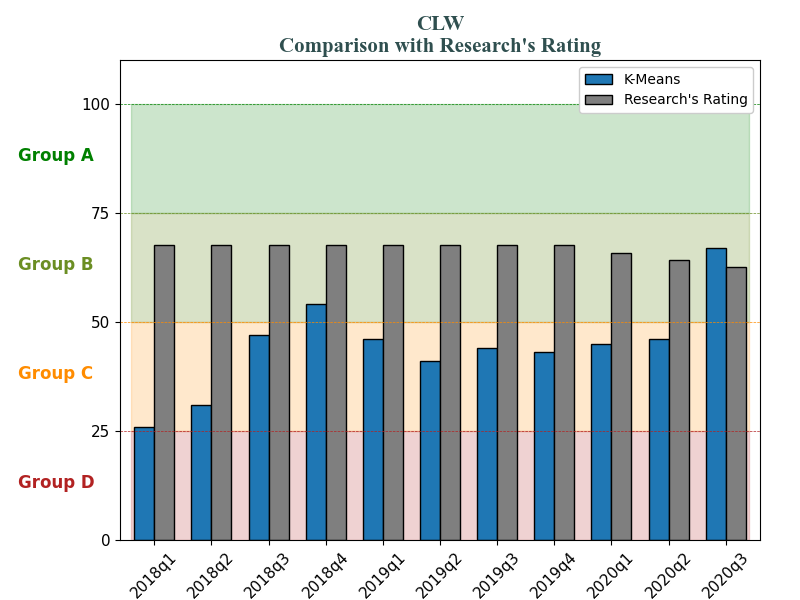 CLW
Comparison with Research's Rating
K-Means
Research's Rating
100
Group A
75
Group B
50
Group C
25
Group D
0
2018q1 2018q2 2018q3 2018q4 2019q1 2019q2 2019q3 2019q4 2020q1 2020q2 2020q3